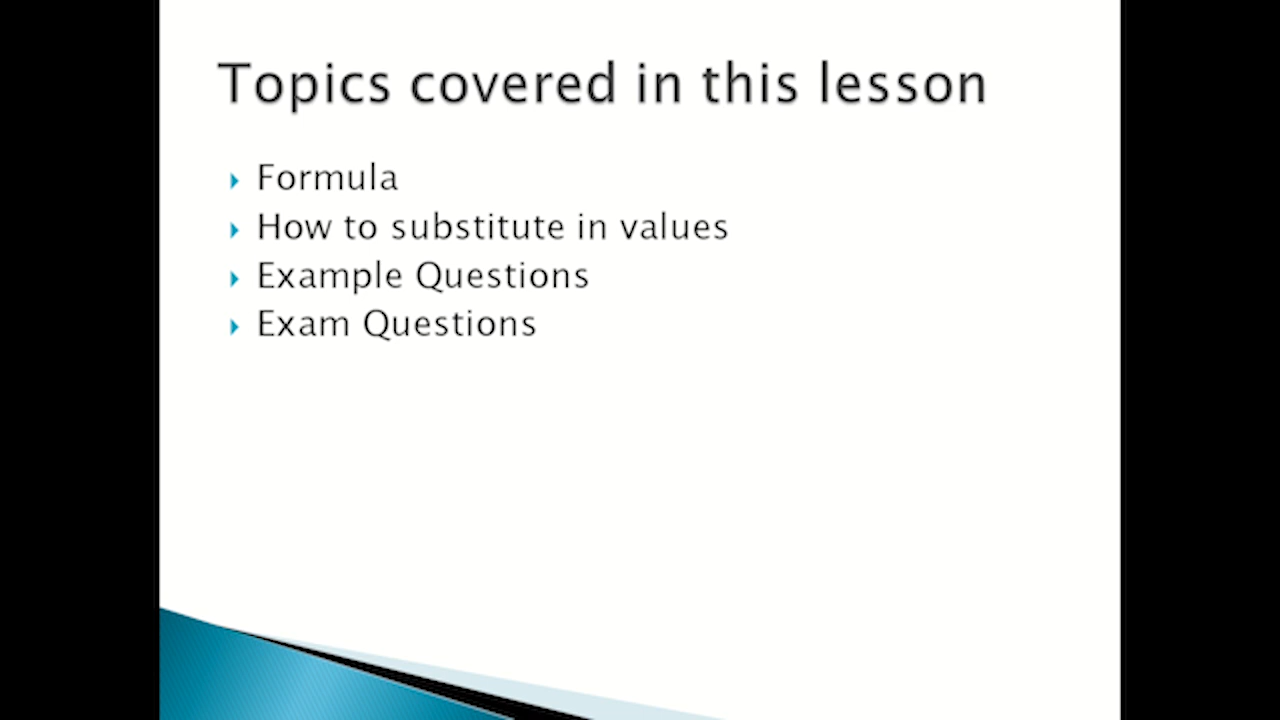 Topics covered in this lesson
Formula
How to substitute in values
Example Questions
Exam Questions